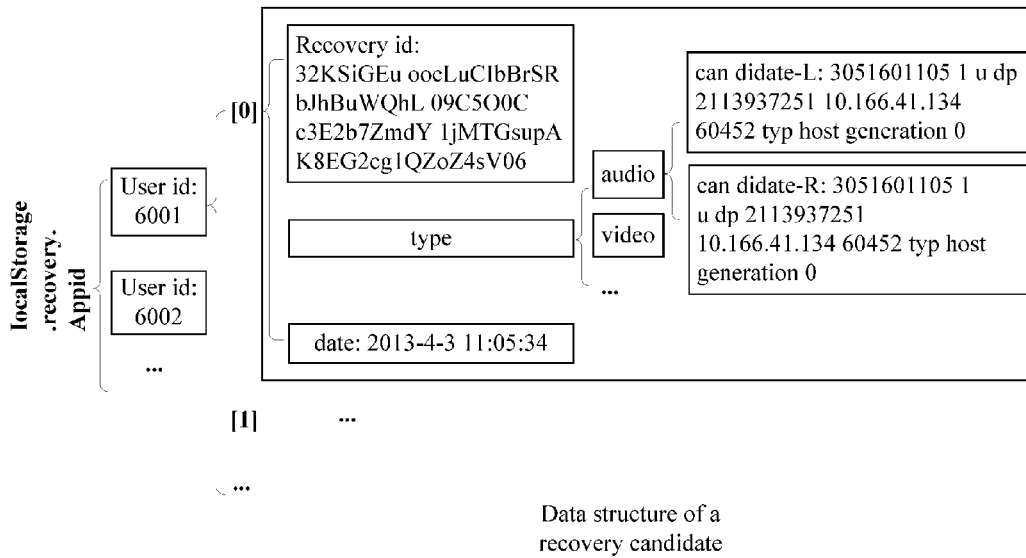 localStorage
.recovery.
Appid
User id:
6001
User id:
6002
...
[0]
Recovery id:
32KSiGEu oocLuCIbBrSR
bJhBuWQhL 09C5O0C
c3E2b7ZmdY 1jMTGsupA
K8EG2cg1QZoZ4sV06
type
date: 2013-4-3 11:05:34
audio
video
...
can didate-L: 3051601105 1 u dp
2113937251 10.166.41.134
60452 typ host generation 0
can didate-R: 3051601105 1
u dp 2113937251
10.166.41.134 60452 typ host
generation 0
[1]
...
...
Data structure of a
recovery candidate